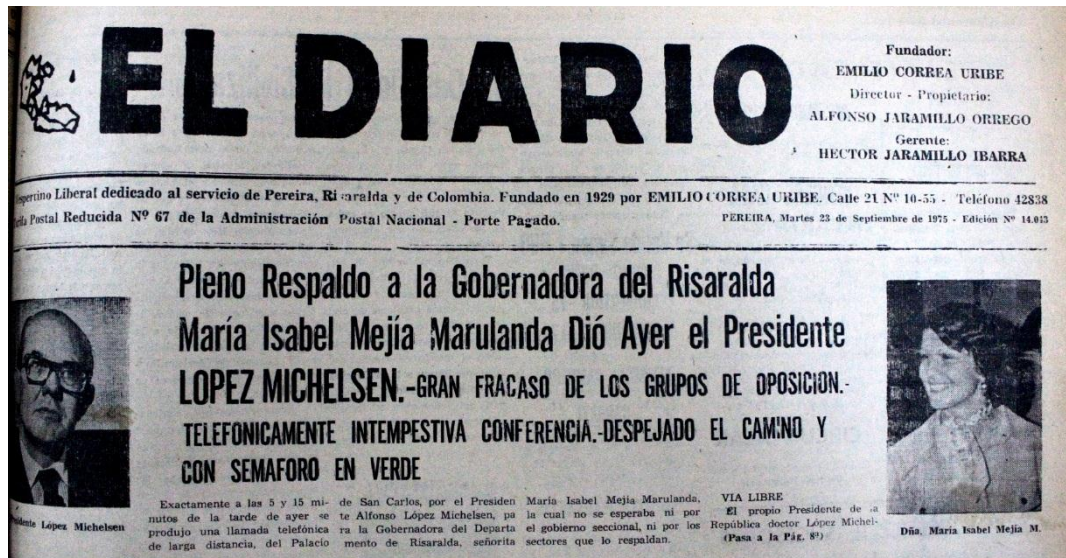 EL DIARIO
Fundador:
EMILIO CORREA URIBE
Director - Propietario:
ALFONSO JARAMILLO ORREGO
Gerente:
HECTOR JARAMILLO IBARRA
Liberal dedicado al servicio de Pereira, Risaralda y de Colombia. Fundado en 1929 por EMILIO CORREA URIBE. Calle 21 Nº 10-55 - Teléfono 42838
Postal Reducida Nº 67 de la Administración Postal Nacional - Porte Pagado.
PEREIRA, Martes 23 de Septiembre de 1975 - Edición Nº 14.013
Pleno Respaldo a la Gobernadora del Risaralda
María Isabel Mejía Marulanda Dió Ayer el Presidente
LOPEZ MICHELSEN.-GRAN FRACASO DE LOS GRUPOS DE OPOSICION.-
TELEFONICAMENTE INTEMPESTIVA CONFERENCIA.-DESPEJADO EL CAMINO Y
CON SEMAFORO EN VERDE
López Michelsen
Exactamente a las 5 y 15 mi-
nutos de la tarde de ayer se
produjo una llamada telefónica
de larga distancia, del Palacio
de San Carlos, por el Presiden
te Alfonso López Michelsen, pa
ra la Gobernadora del Departa
mento de Risaralda, señorita
María Isabel Mejía Marulanda,
la cual no se esperaba ni por
el gobierno seccional, ni por los
sectores que lo respaldan.
VIA LIBRE
El propio Presidente de la
República doctor López Michel-
(Pasa a la Pág. 8ª)
Dña. María Isabel Mejía M.